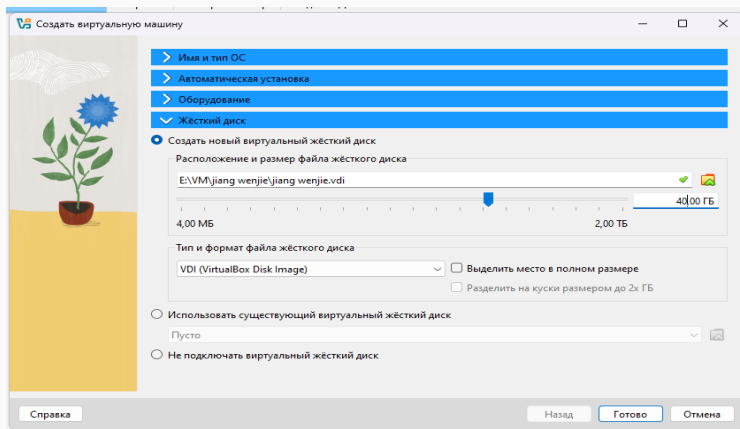 Создать виртуальную машину
Имя и тип ОС
Автоматическая установка
Оборудование
Жёсткий диск
Создать новый виртуальный жёсткий диск
Расположение и размер файла жёсткого диска
E:\VM\jiang wenjie\jiang wenjie.vdi
40,00 ГБ
4,00 МБ 2,00 ТБ
Тип и формат файла жёсткого диска
VDI (VirtualBox Disk Image) Выделить место в полном размере
Разделить на куски размером до 2х ГБ
Использовать существующий виртуальный жёсткий диск
Пусто
Не подключать виртуальный жёсткий диск
Справка Назад Готово Отмена